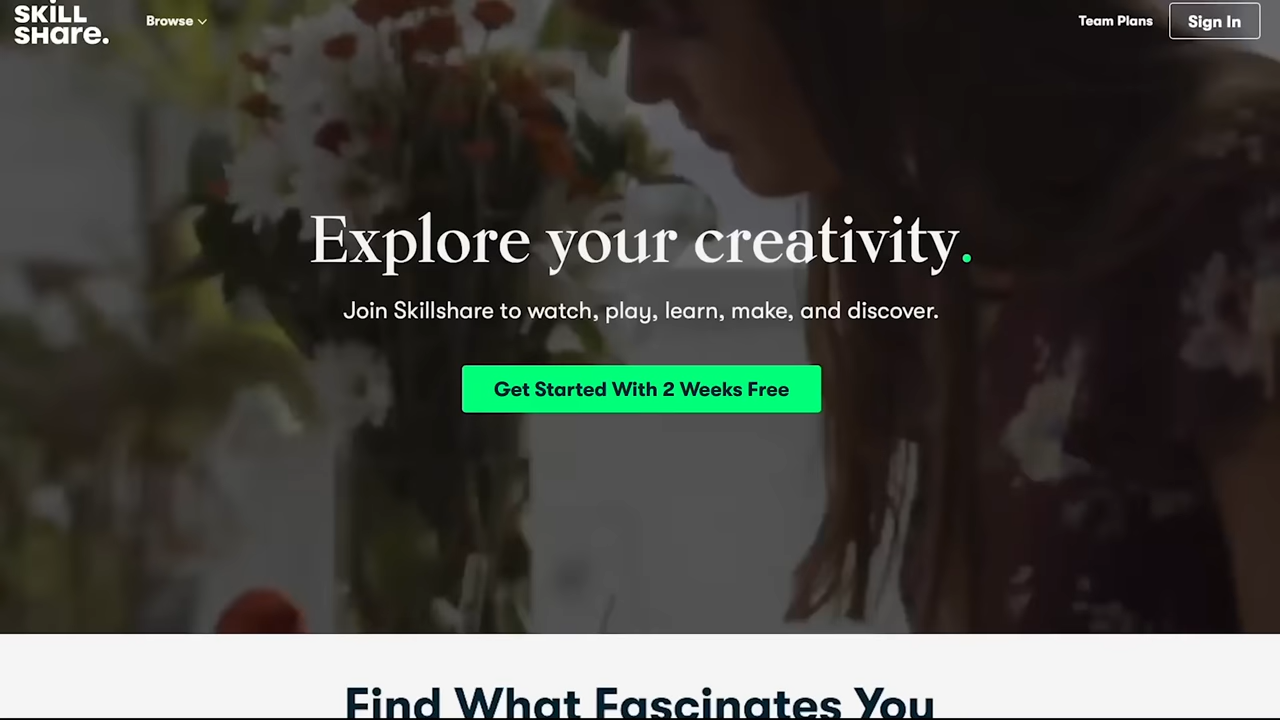 SKiLL
SHare.
Browse
Team Plans
Sign In
Explore your creativity.
Join Skillshare to watch, play, learn, make, and discover.
Get Started With 2 Weeks Free
Find What Fascinates You